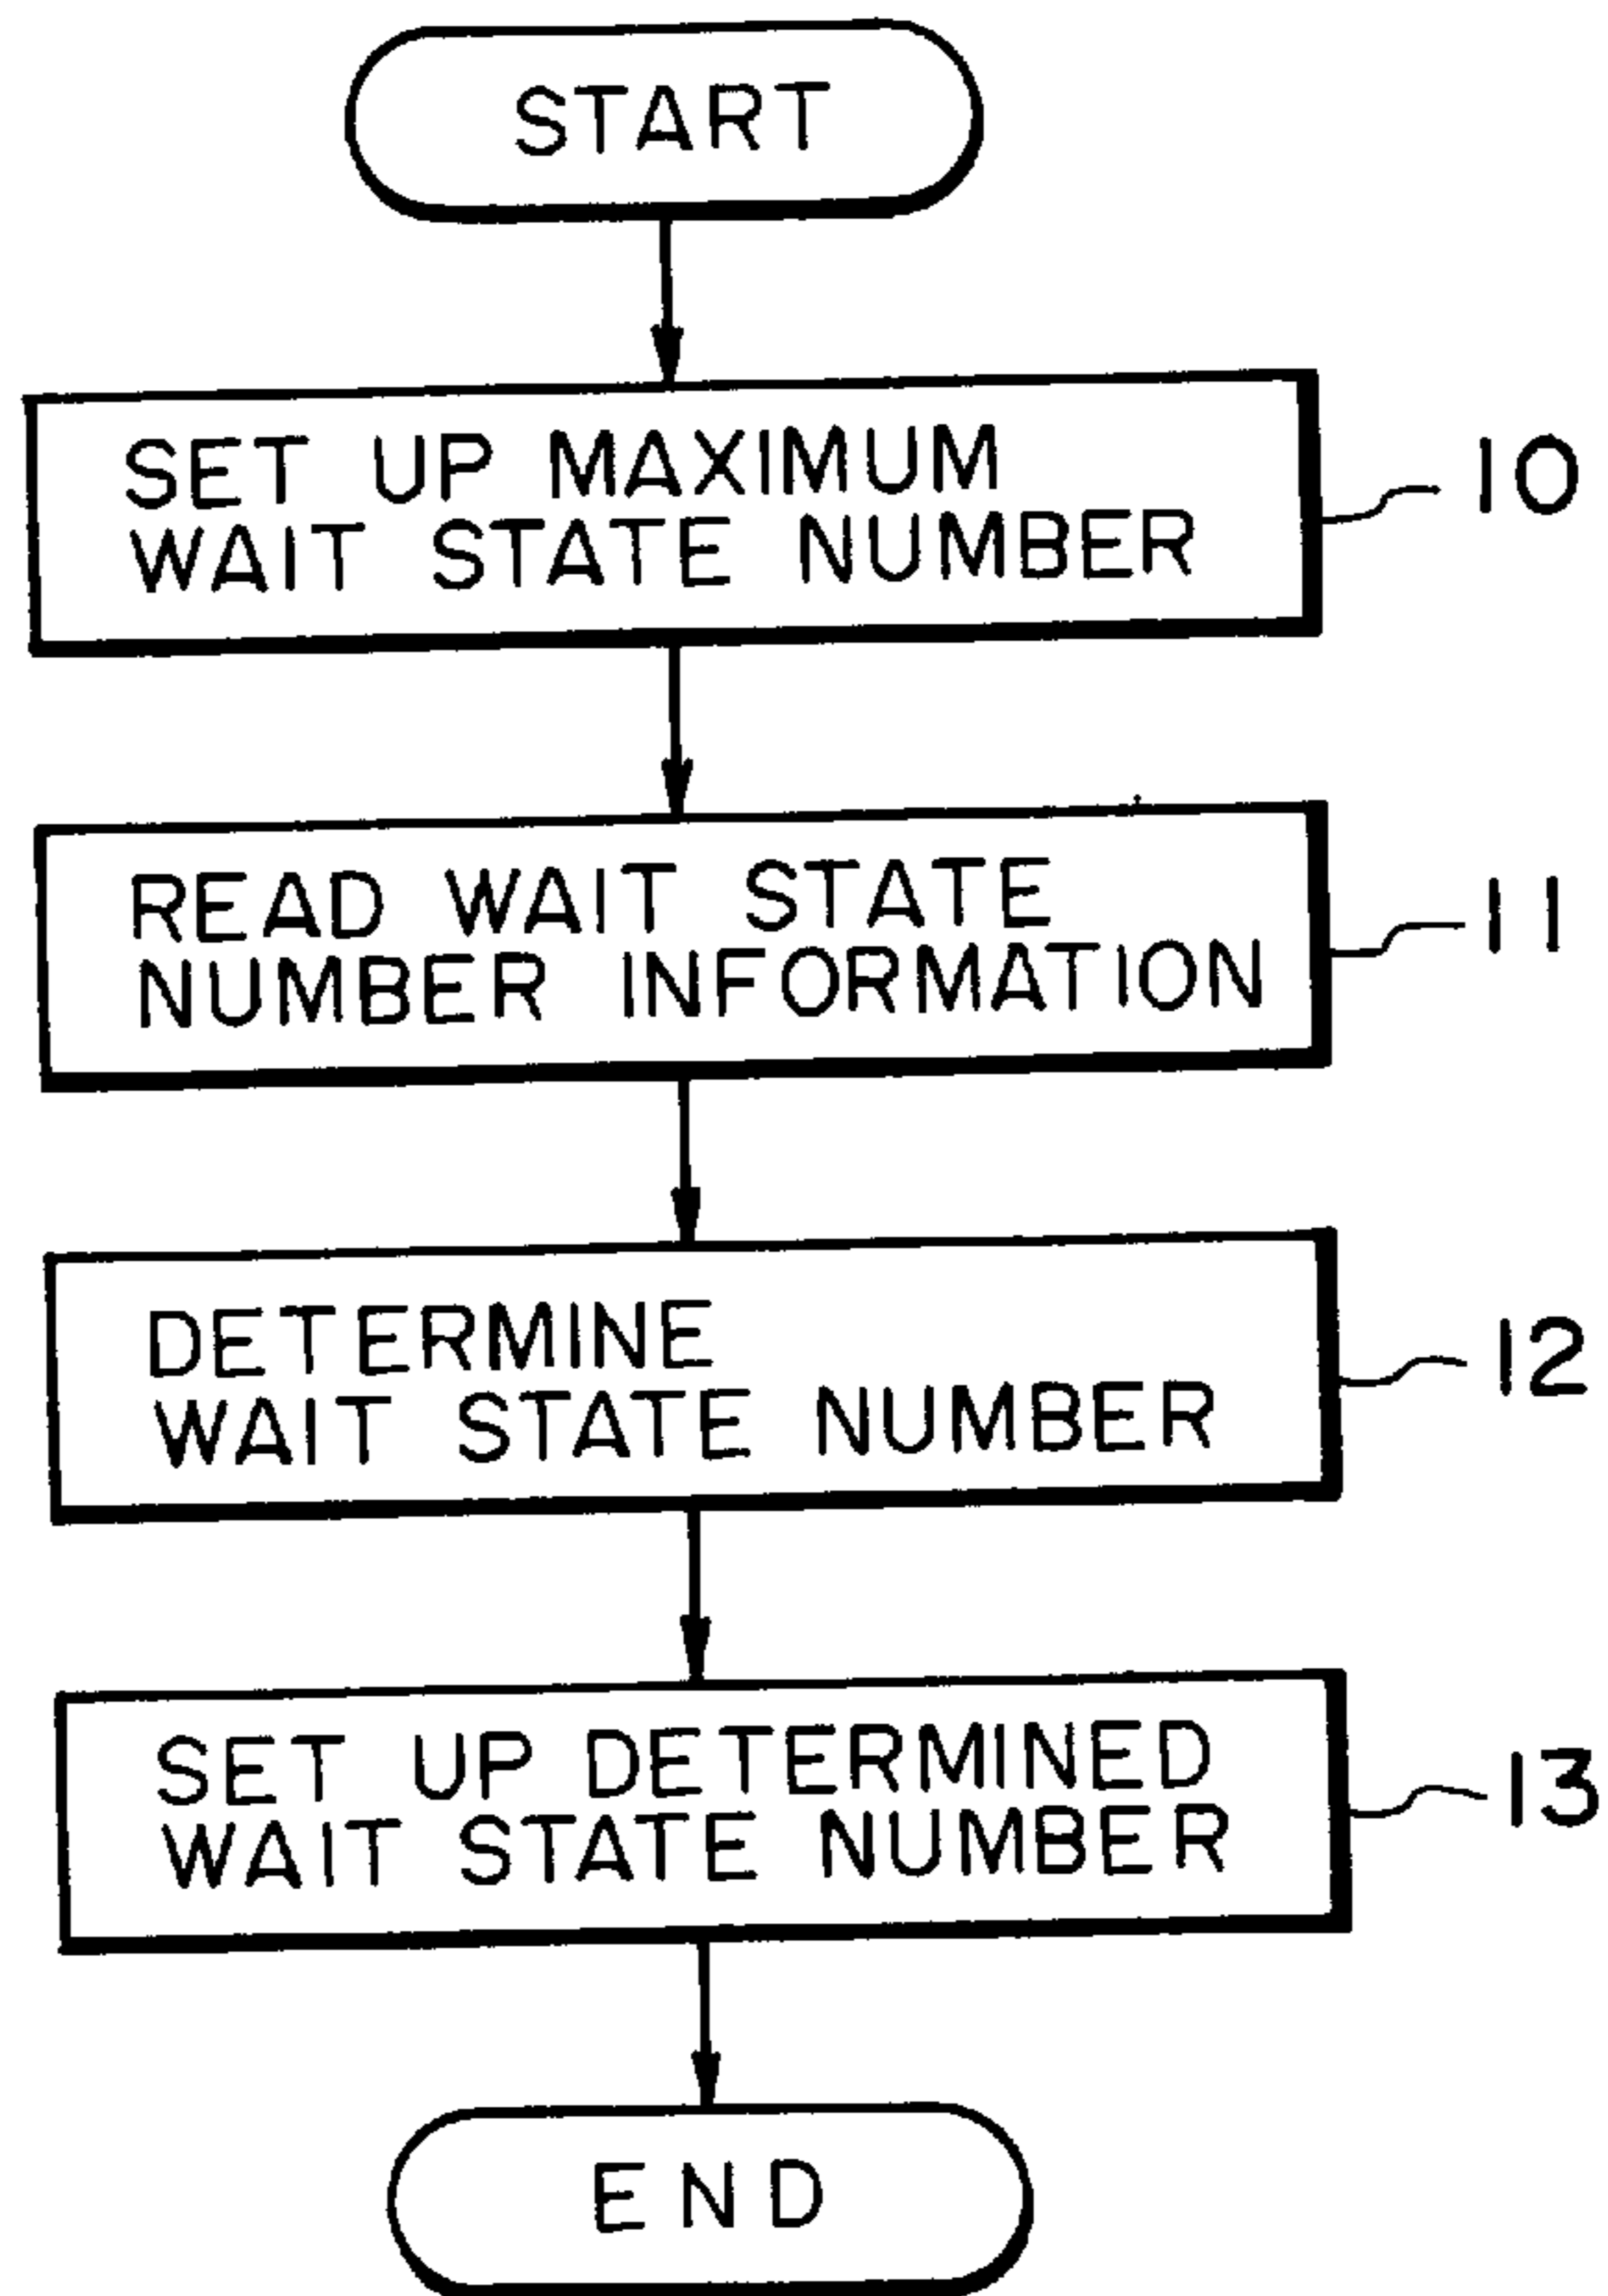 START
SET UP MAXIMUM
WAIT STATE NUMBER
10
READ WAIT STATE
NUMBER INFORMATION
11
DETERMINE
WAIT STATE NUMBER
12
SET UP DETERMINED
WAIT STATE NUMBER
13
END